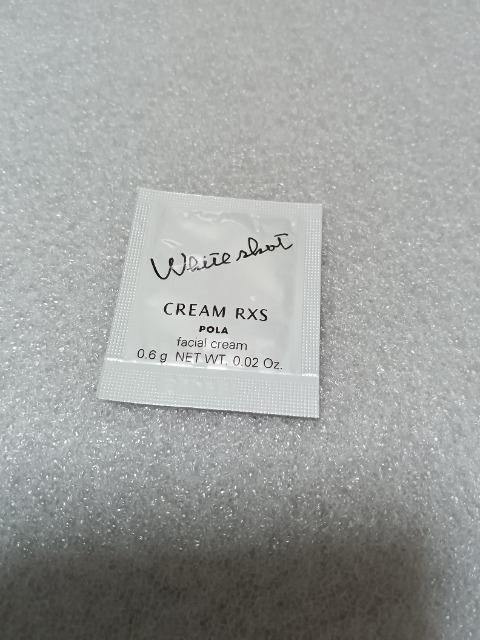 White shot
CREAM RXS
POLA
facial cream
0.6 g NET WT. 0.02 Oz.